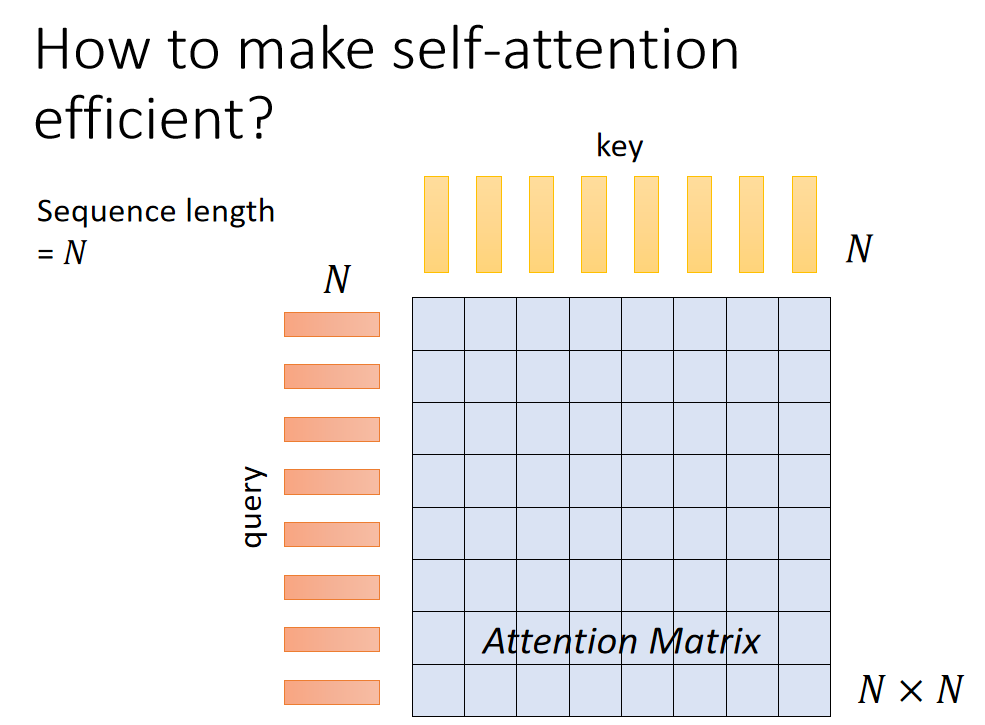 How to make self-attention
efficient?
key
Sequence length
= N
N
N
query
Attention Matrix
N × N